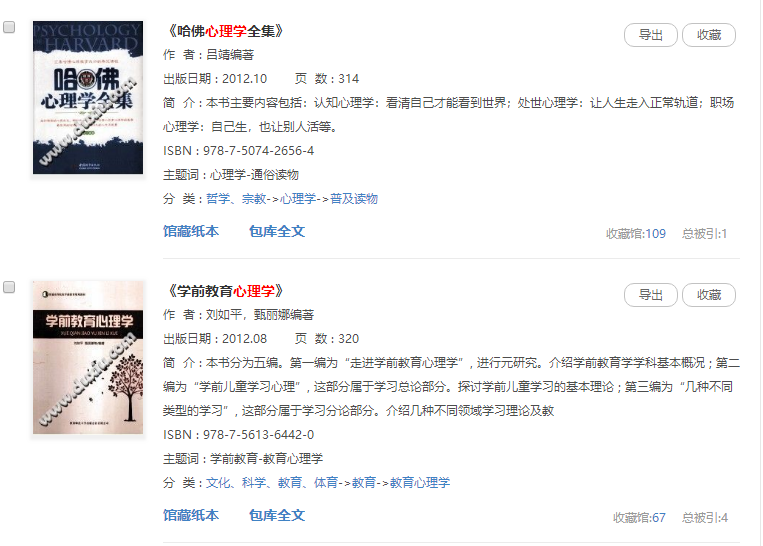 PSYCHOLOGY
OF HARVARD
哈佛
心理学全集
www.duxiu.com
《哈佛心理学全集》
导出 收藏
作 者：吕靖编著
出版日期：2012.10 页 数：314
简 介：本书主要内容包括：认知心理学：看清自己才能看到世界；处世心理学：让人生走入正常轨道；职场
心理学：自己生，也让别人活等。
ISBN：978-7-5074-2656-4
主题词：心理学-通俗读物
分 类：哲学、宗教->心理学->普及读物
馆藏纸本 包库全文
收藏馆:109 总被引:1
学前教育心理学
XUE QIAN JIAO YU XIN LI XUE
www.duxiu.com
《学前教育心理学》
导出 收藏
作 者：刘如平，甄丽娜编著
出版日期：2012.08 页 数：320
简 介：本书分为五编。第一编为“走进学前教育心理学”, 进行元研究。介绍学前教育学学科基本概况；第二
编为“学前儿童学习心理”, 这部分属于学习总论部分。探讨学前儿童学习的基本理论；第三编为“几种不同
类型的学习”, 这部分属于学习分论部分。介绍几种不同领域学习理论及教
ISBN：978-7-5613-6442-0
主题词：学前教育-教育心理学
分 类：文化、科学、教育、体育->教育->教育心理学
馆藏纸本 包库全文
收藏馆:67 总被引:4